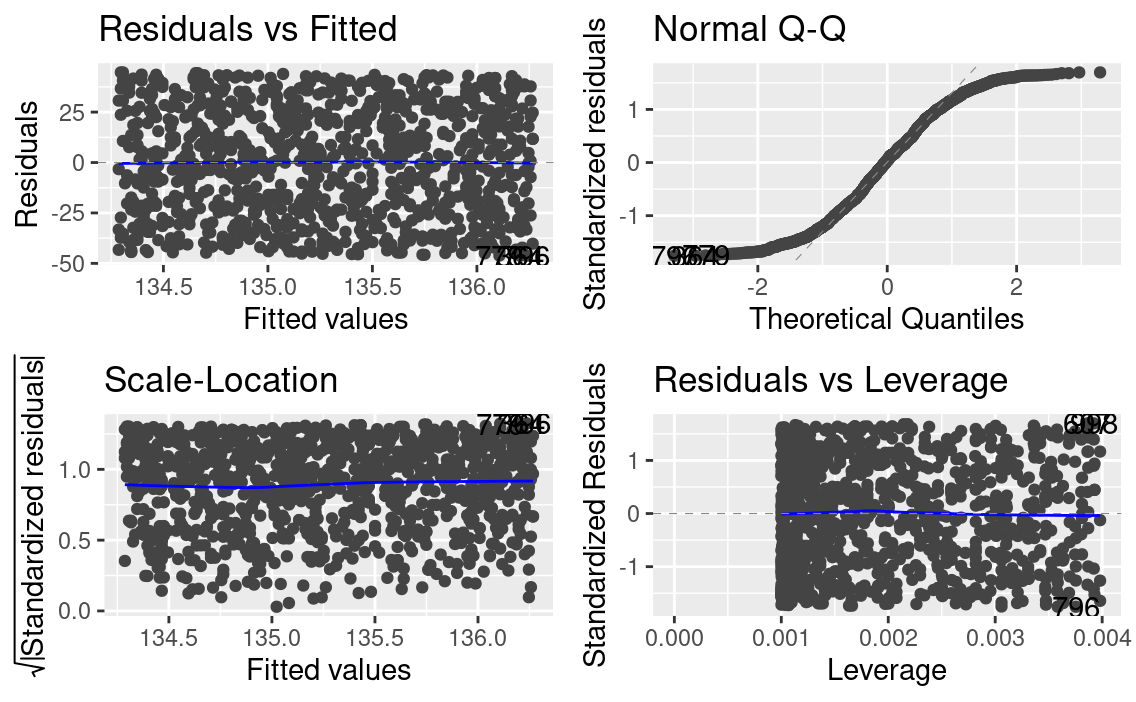 Residuals vs Fitted
Residuals
25
0
-25
-50
134.5 135.0 135.5 136.0
Fitted values
Normal Q-Q
Standardized residuals
1
0
-1
-2 0 2
Theoretical Quantiles
Scale-Location
√|Standardized residuals|
1.0
0.5
0.0
134.5 135.0 135.5 136.0
Fitted values
Residuals vs Leverage
Standardized Residuals
1
0
-1
796
0.000 0.001 0.002 0.003 0.004
Leverage